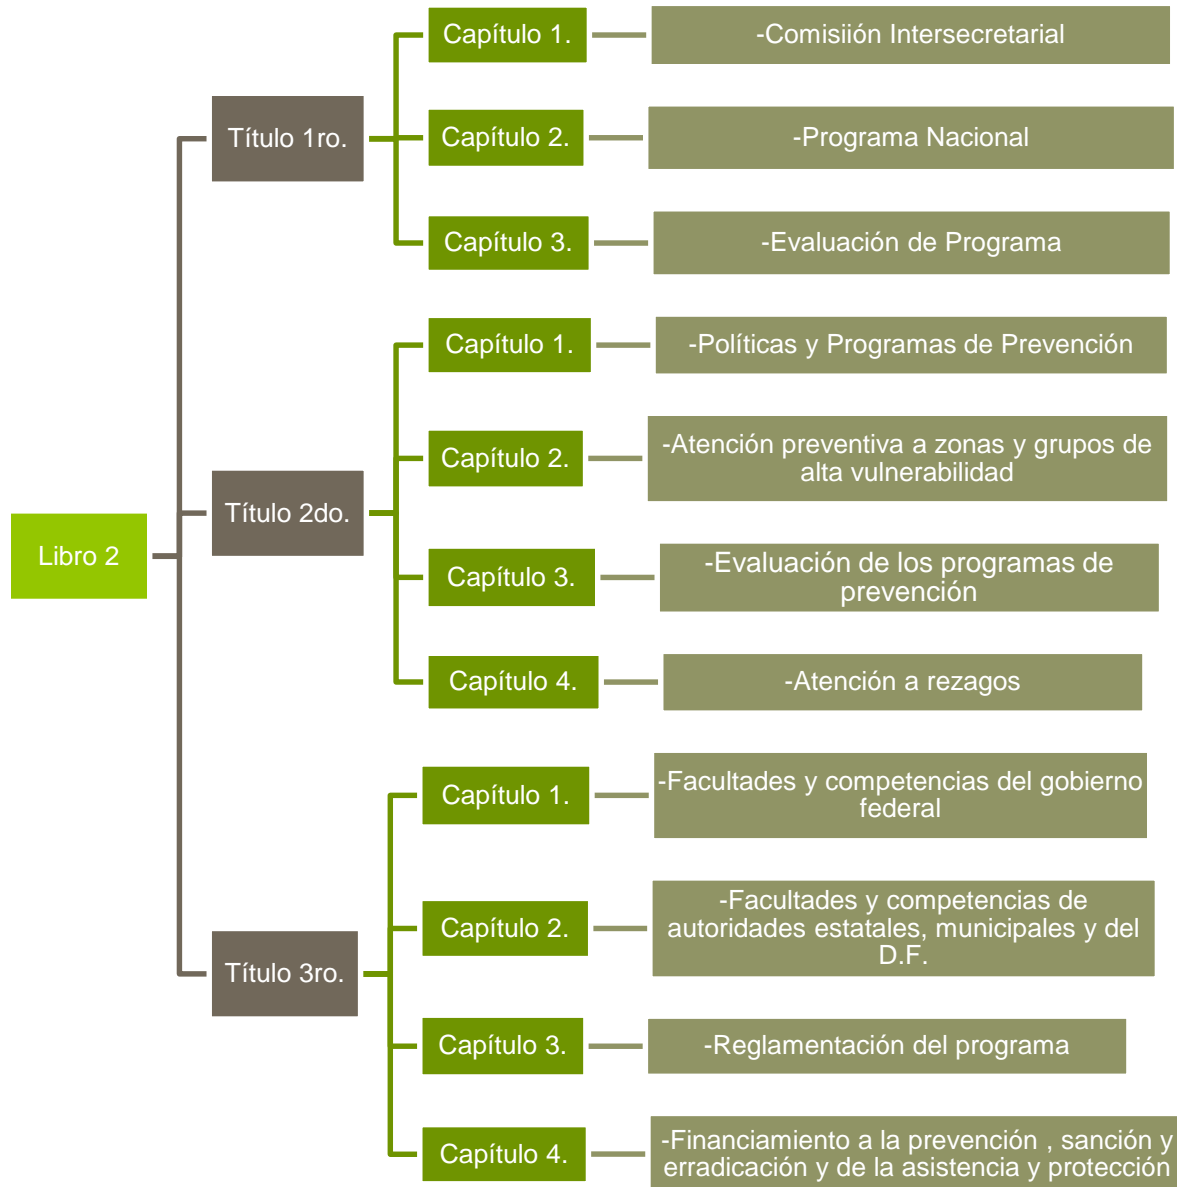 Libro 2
Título 1ro.
Capítulo 1.
-Comisiión Intersecretarial
Capítulo 2.
-Programa Nacional
Capítulo 3.
-Evaluación de Programa
Título 2do.
Capítulo 1.
-Políticas y Programas de Prevención
Capítulo 2.
-Atención preventiva a zonas y grupos de
alta vulnerabilidad
Capítulo 3.
-Evaluación de los programas de
prevención
Capítulo 4.
-Atención a rezagos
Título 3ro.
Capítulo 1.
-Facultades y competencias del gobierno
federal
Capítulo 2.
-Facultades y competencias de
autoridades estatales, municipales y del
D.F.
Capítulo 3.
-Reglamentación del programa
Capítulo 4.
-Financiamiento a la prevención , sanción y
erradicación y de la asistencia y protección